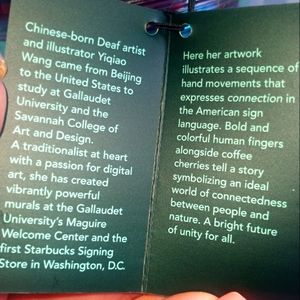 Chinese-born Deaf artist
and illustrator Yiqiao
Wang came from Beijing
to the United States to
study at Gallaudet
University and the
Savannah College of
Art and Design.
A traditionalist at heart
with a passion for digital
art, she has created
vibrantly powerful
murals at the Gallaudet
University's Maguire
Welcome Center and the
first Starbucks Signing
Store in Washington, D.C.
Here her artwork
illustrates a sequence of
hand movements that
expresses connection in
the American sign
language. Bold and
colorful human fingers
alongside coffee
cherries tell a story
symbolizing an ideal
world of connectedness
between people and
nature. A bright future
of unity for all.